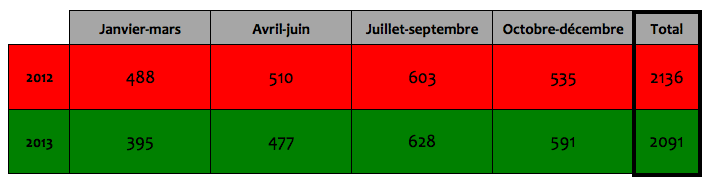 Janvier-mars Avril-juin Juillet-septembre Octobre-décembre Total
2012 488 510 603 535 2136
2013 395 477 628 591 2091